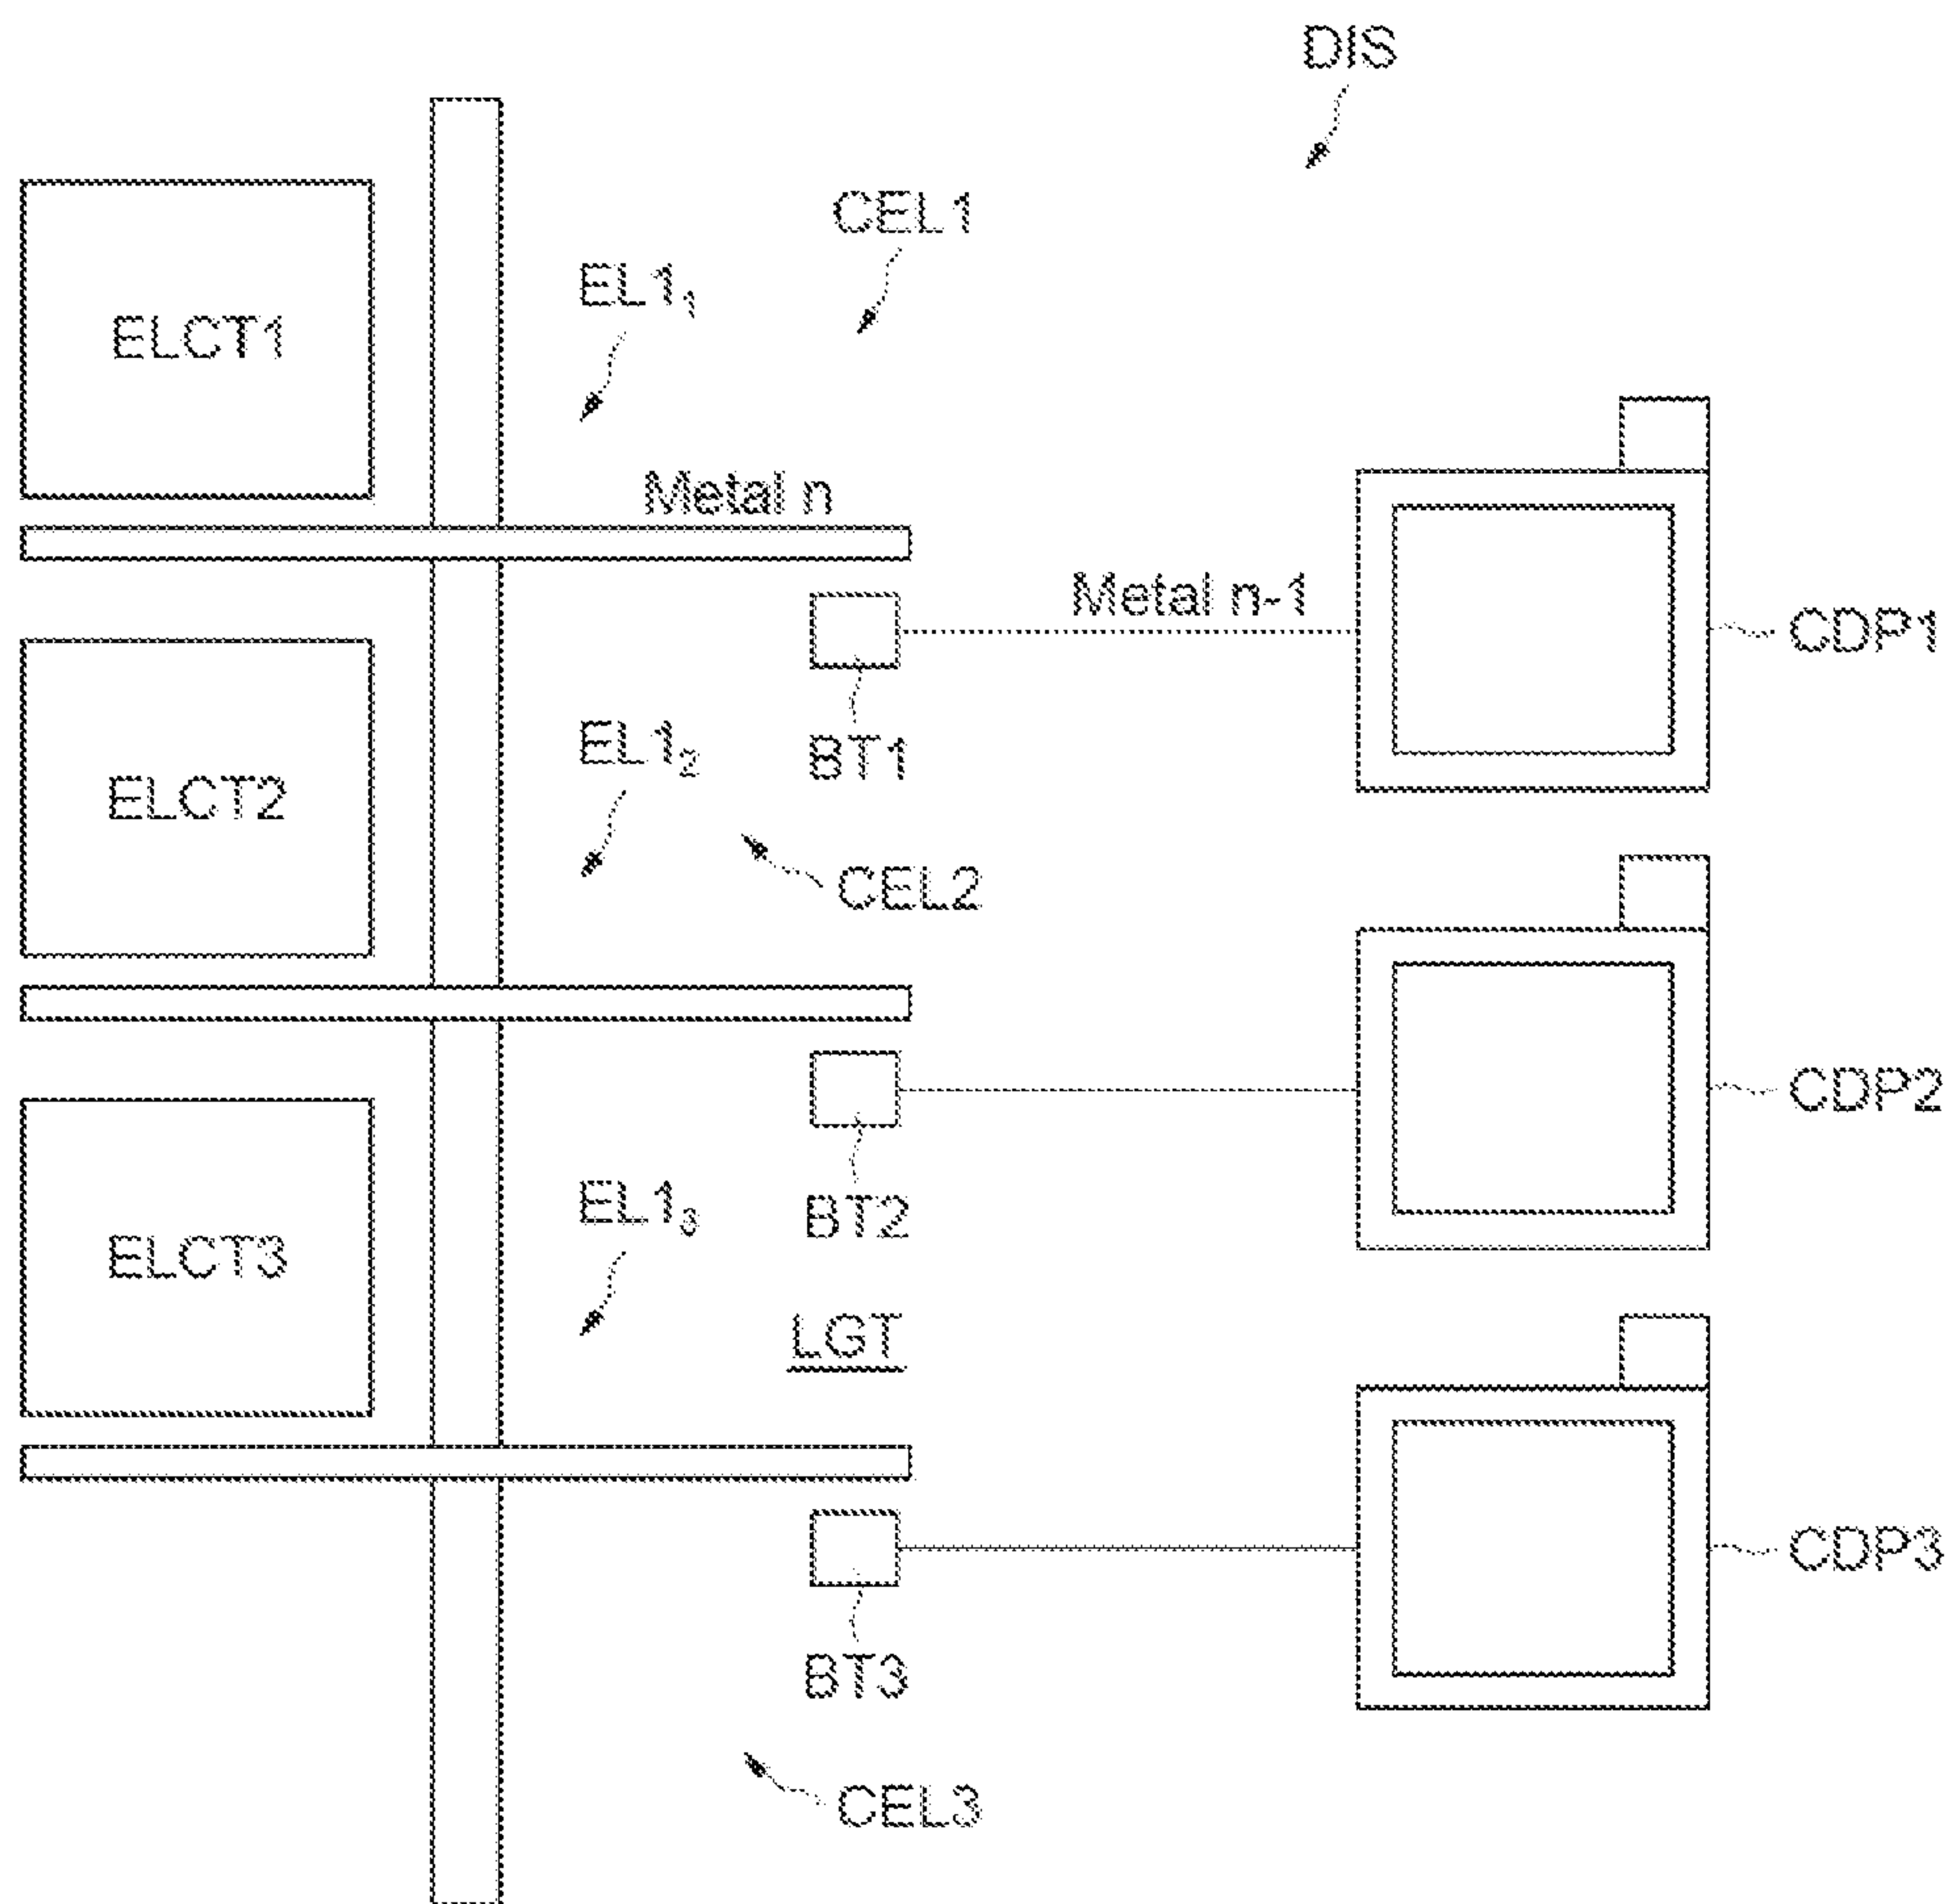 DIS
CEL1
EL1₁
ELCT1
Metal n
Metal n-1
CDP1
EL1₂
BT1
ELCT2
CEL2
CDP2
EL1₃
BT2
ELCT3
LGT
CDP3
BT3
CEL3